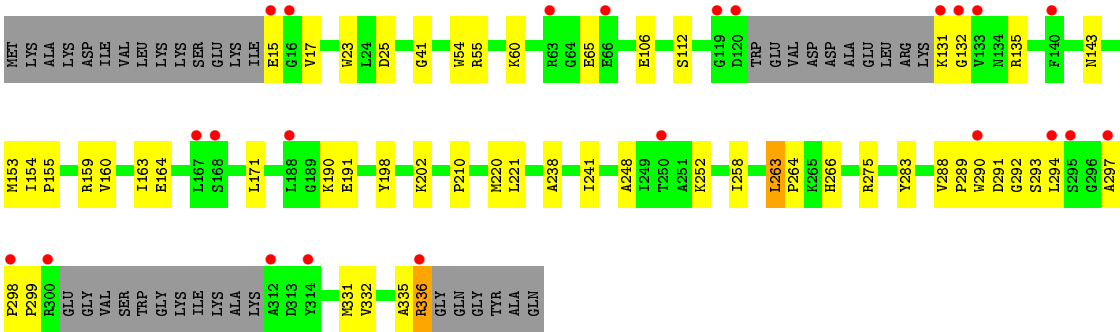 MET LYS ALA LYS ASP ILE VAL LEU LYS LYS SER GLU LYS ILE E15 G16 V17 W23 L24 D25 G41 W54 R55 K60 R63 G64 E65 E66 E106 S112 G119 D120 TRP GLU VAL ASP ASP ALA GLU LEU ARG LYS K131 G132 V133 N134 R135 F140 N143
M153 I154 P155 R159 V160 I163 E164 L167 S168 L171 L188 G189 K190 E191 Y198 K202 P210 M220 L221 A238 I241 A248 I249 T250 A251 K252 I258 L263 P264 K265 H266 R275 Y283 V288 P289 W290 D291 G292 S293 L294 S295 G296 A297
P298 P299 R300 GLU GLY VAL SER TRP GLY LYS ILE LYS ALA LYS A312 D313 Y314 M331 V332 A335 R336 GLY GLN GLY TYR ALA GLN